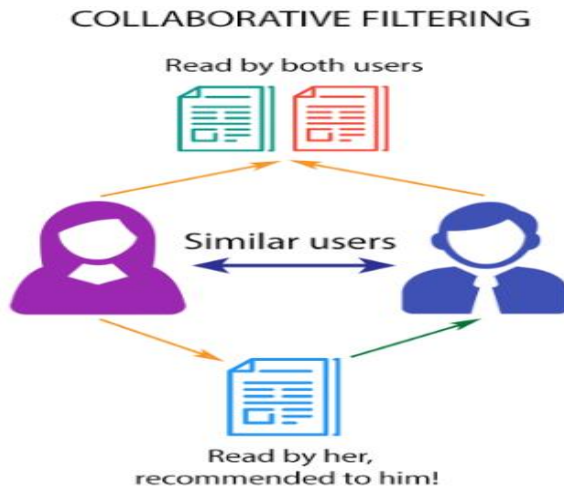 COLLABORATIVE FILTERING
Read by both users
Similar users
Read by her,
recommended to him!